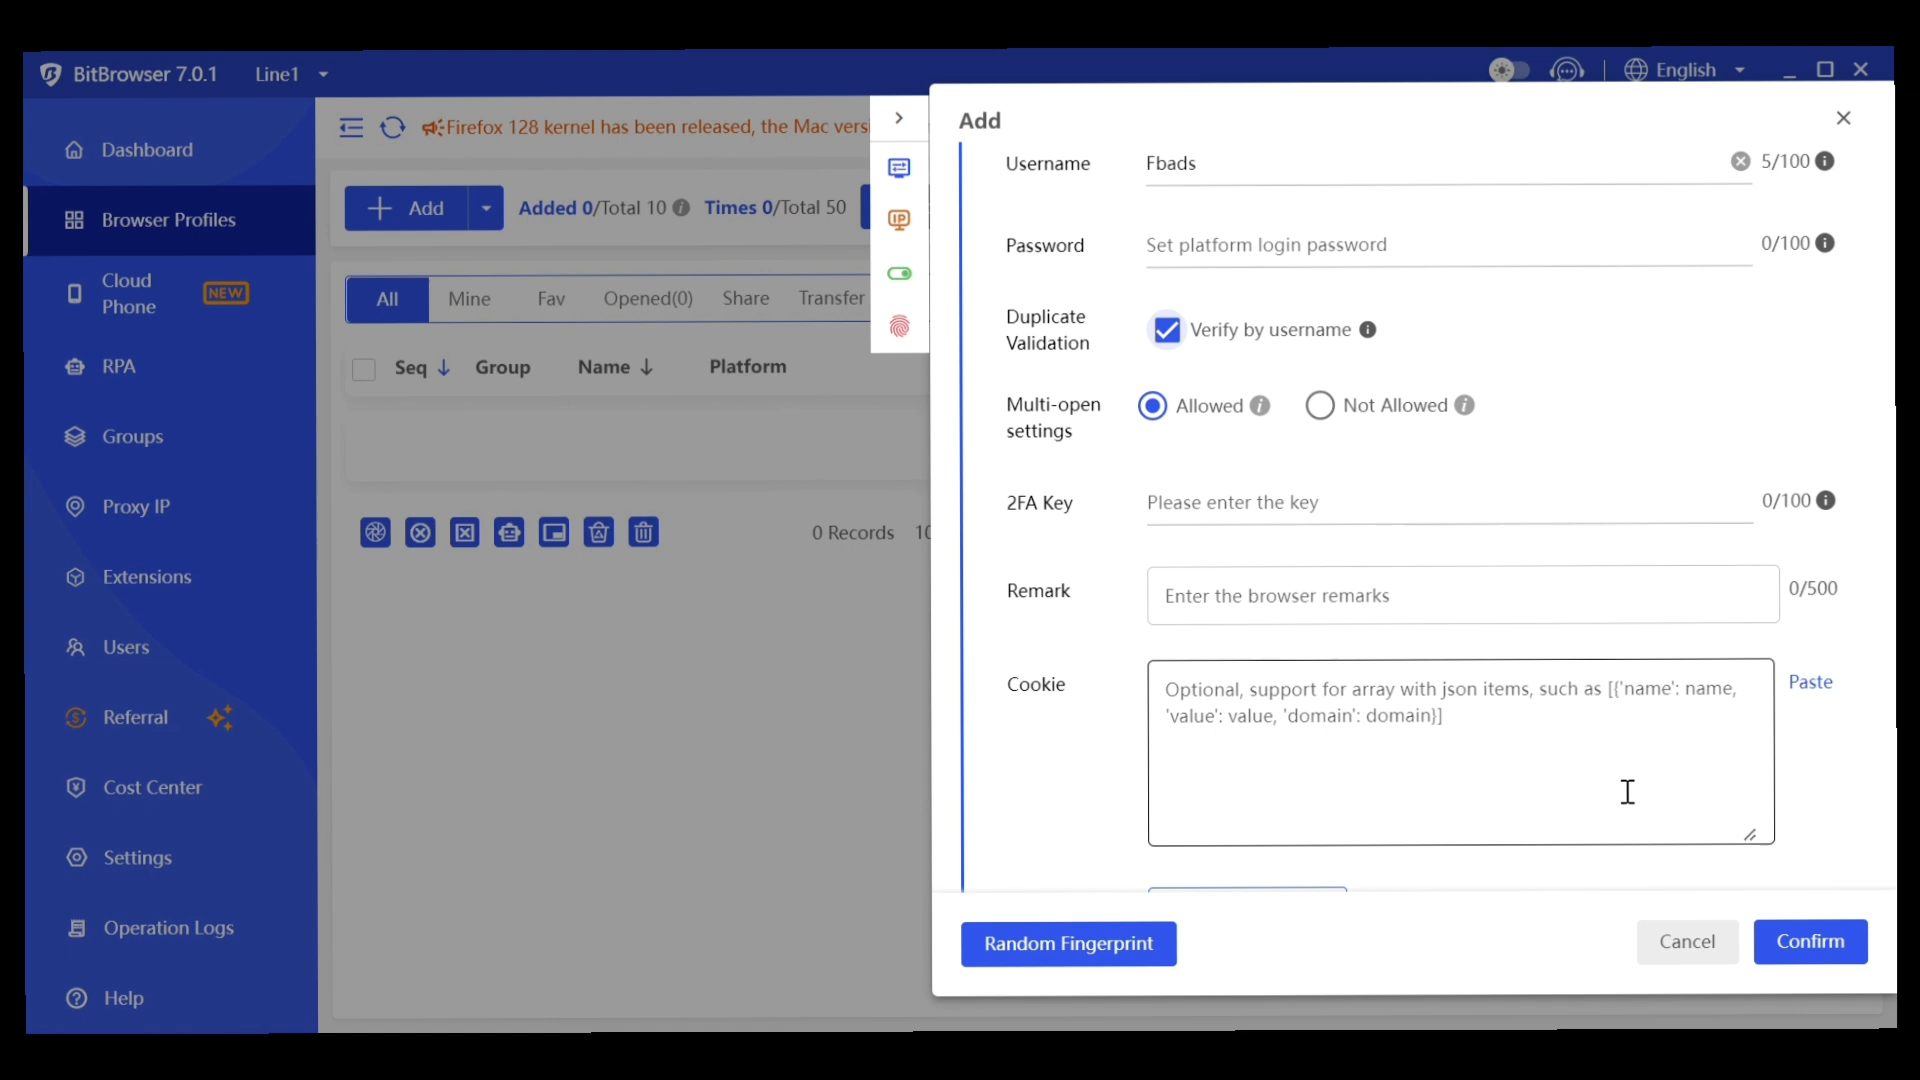 BitBrowser 7.0.1 Line1 English
Dashboard
Browser Profiles
Cloud
Phone
NEW
RPA
Groups
Proxy IP
Extensions
Users
Referral
Cost Center
Settings
Operation Logs
Help
Firefox 128 kernel has been released, the Mac versi
Add Added 0/Total 10 Times 0/Total 50
All Mine Fav Opened(0) Share Transfer
Seq Group Name Platform
0 Records 10
IP
Add
Username Fbads 5/100
Password Set platform login password 0/100
Duplicate
Validation
Verify by username
Multi-open
settings
Allowed Not Allowed
2FA Key Please enter the key 0/100
Remark Enter the browser remarks 0/500
Cookie Optional, support for array with json items, such as [{'name': name,
'value': value, 'domain': domain}]
Paste
Random Fingerprint Cancel Confirm